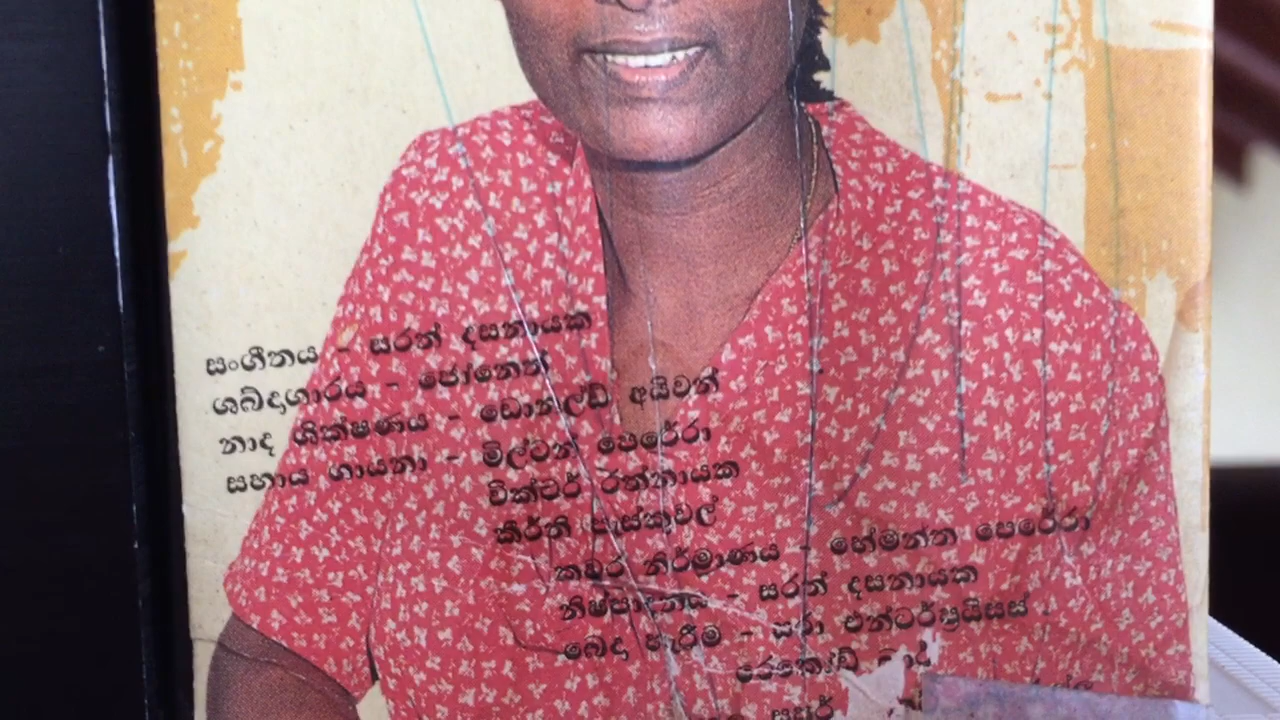 සංගීතය - සරත් දසනායක
ශබ්දාගාරය - ජෝනෙත්
නාද ශික්ෂණය - ඩොනල්ඩ් අයිවන්
සහාය ගායනා - මිල්ටන් පෙරේරා
වික්ටර් රත්නායක
කීර්ති පැස්කුවල්
කවර නිර්මාණය - හේමන්ත පෙරේරා
නිෂ්පාදනය - සරත් දසනායක
බෙදා හැරීම - සරා එන්ටර්ප්‍රයිසස්
රෙකෝඩ් බාර්